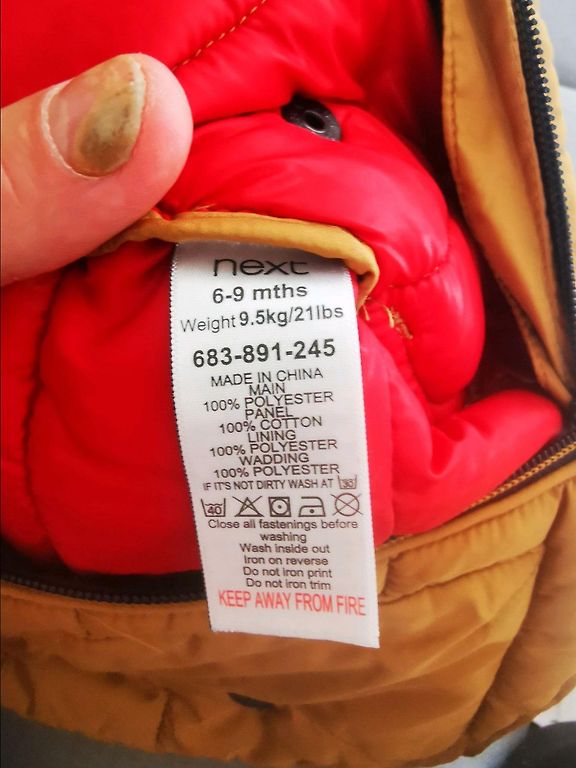 next
6-9 mths
Weight 9.5kg/21lbs
683-891-245
MADE IN CHINA
MAIN
100% POLYESTER
PANEL
100% COTTON
LINING
100% POLYESTER
WADDING
100% POLYESTER
IF IT'S NOT DIRTY WASH AT 30
40
Close all fastenings before
washing
Wash inside out
Iron on reverse
Do not iron print
Do not iron trim
KEEP AWAY FROM FIRE